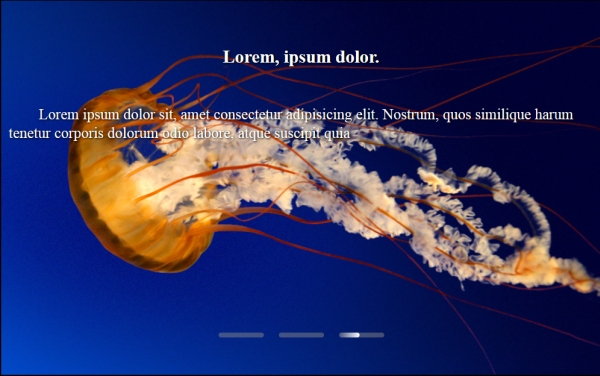 Lorem, ipsum dolor.
Lorem ipsum dolor sit, amet consectetur adipisicing elit. Nostrum, quos similique harum
tenetur corporis dolorum odio labore, atque suscipit quia